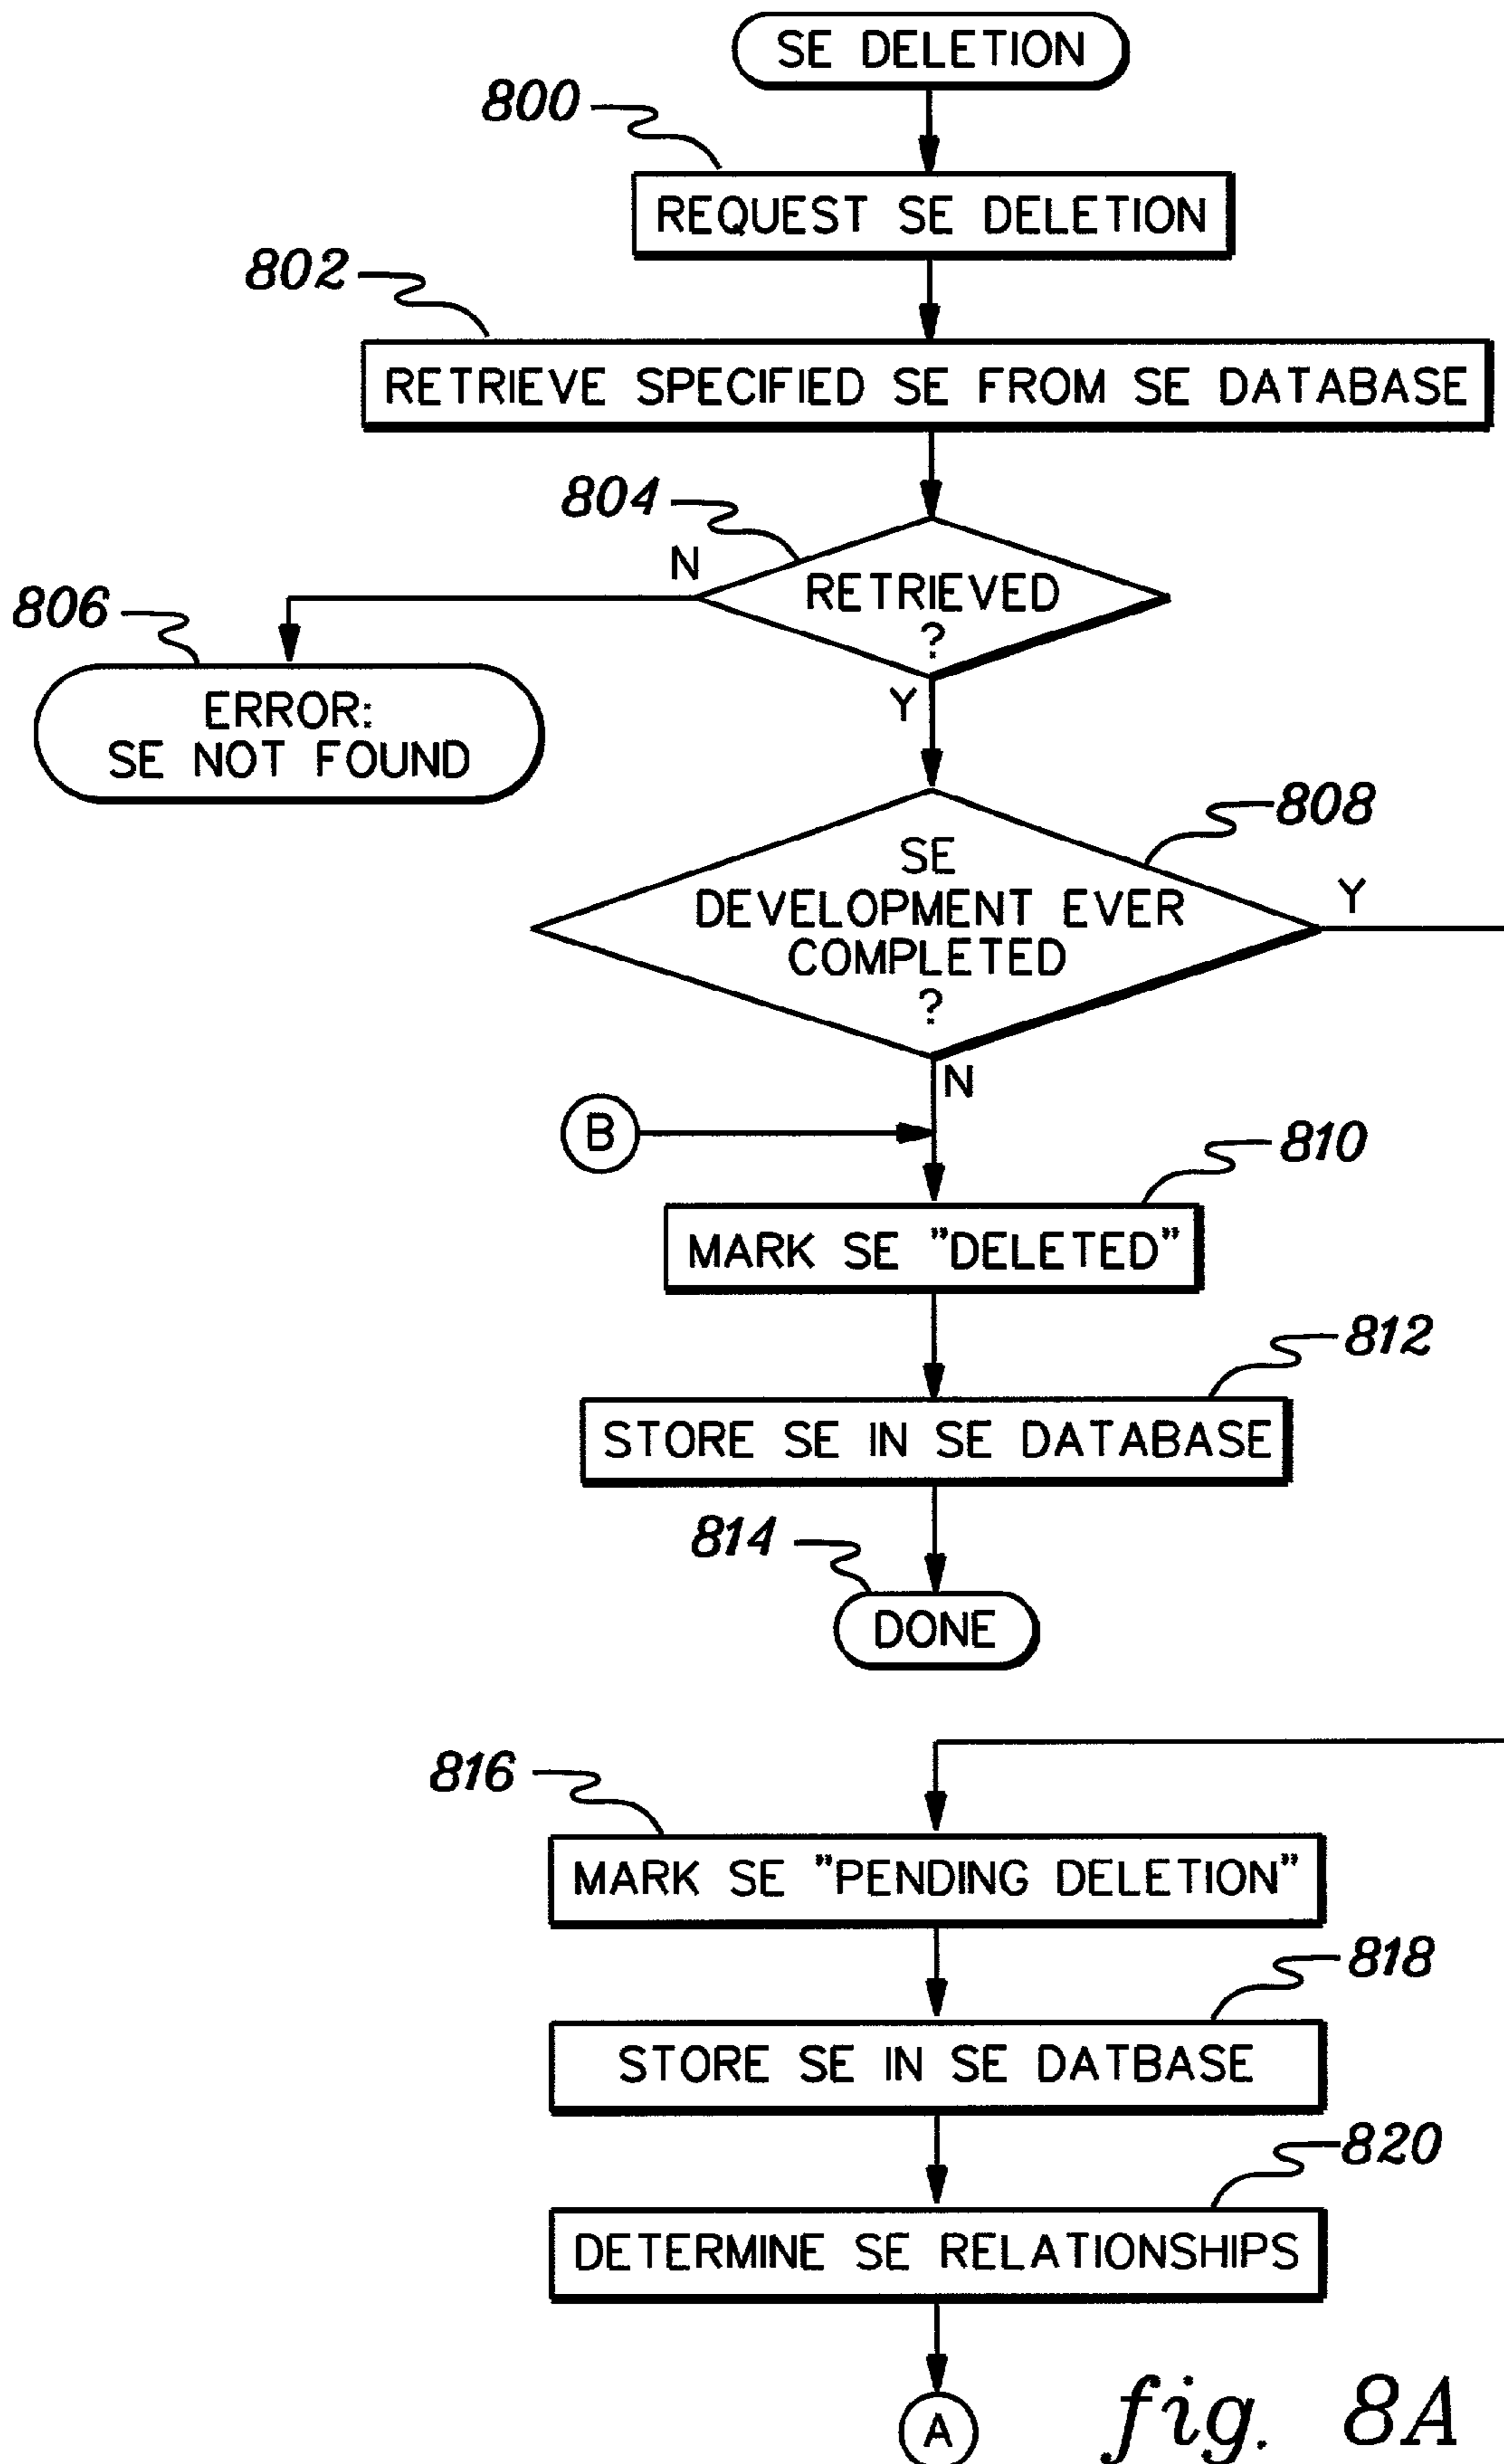 SE DELETION
800
REQUEST SE DELETION
802
RETRIEVE SPECIFIED SE FROM SE DATABASE
804
N
RETRIEVED
?
806
Y
ERROR:
SE NOT FOUND
808
SE
DEVELOPMENT EVER
COMPLETED
?
Y
N
B
810
MARK SE "DELETED"
812
STORE SE IN SE DATABASE
814
DONE
816
MARK SE "PENDING DELETION"
818
STORE SE IN SE DATBASE
820
DETERMINE SE RELATIONSHIPS
A
fig. 8A